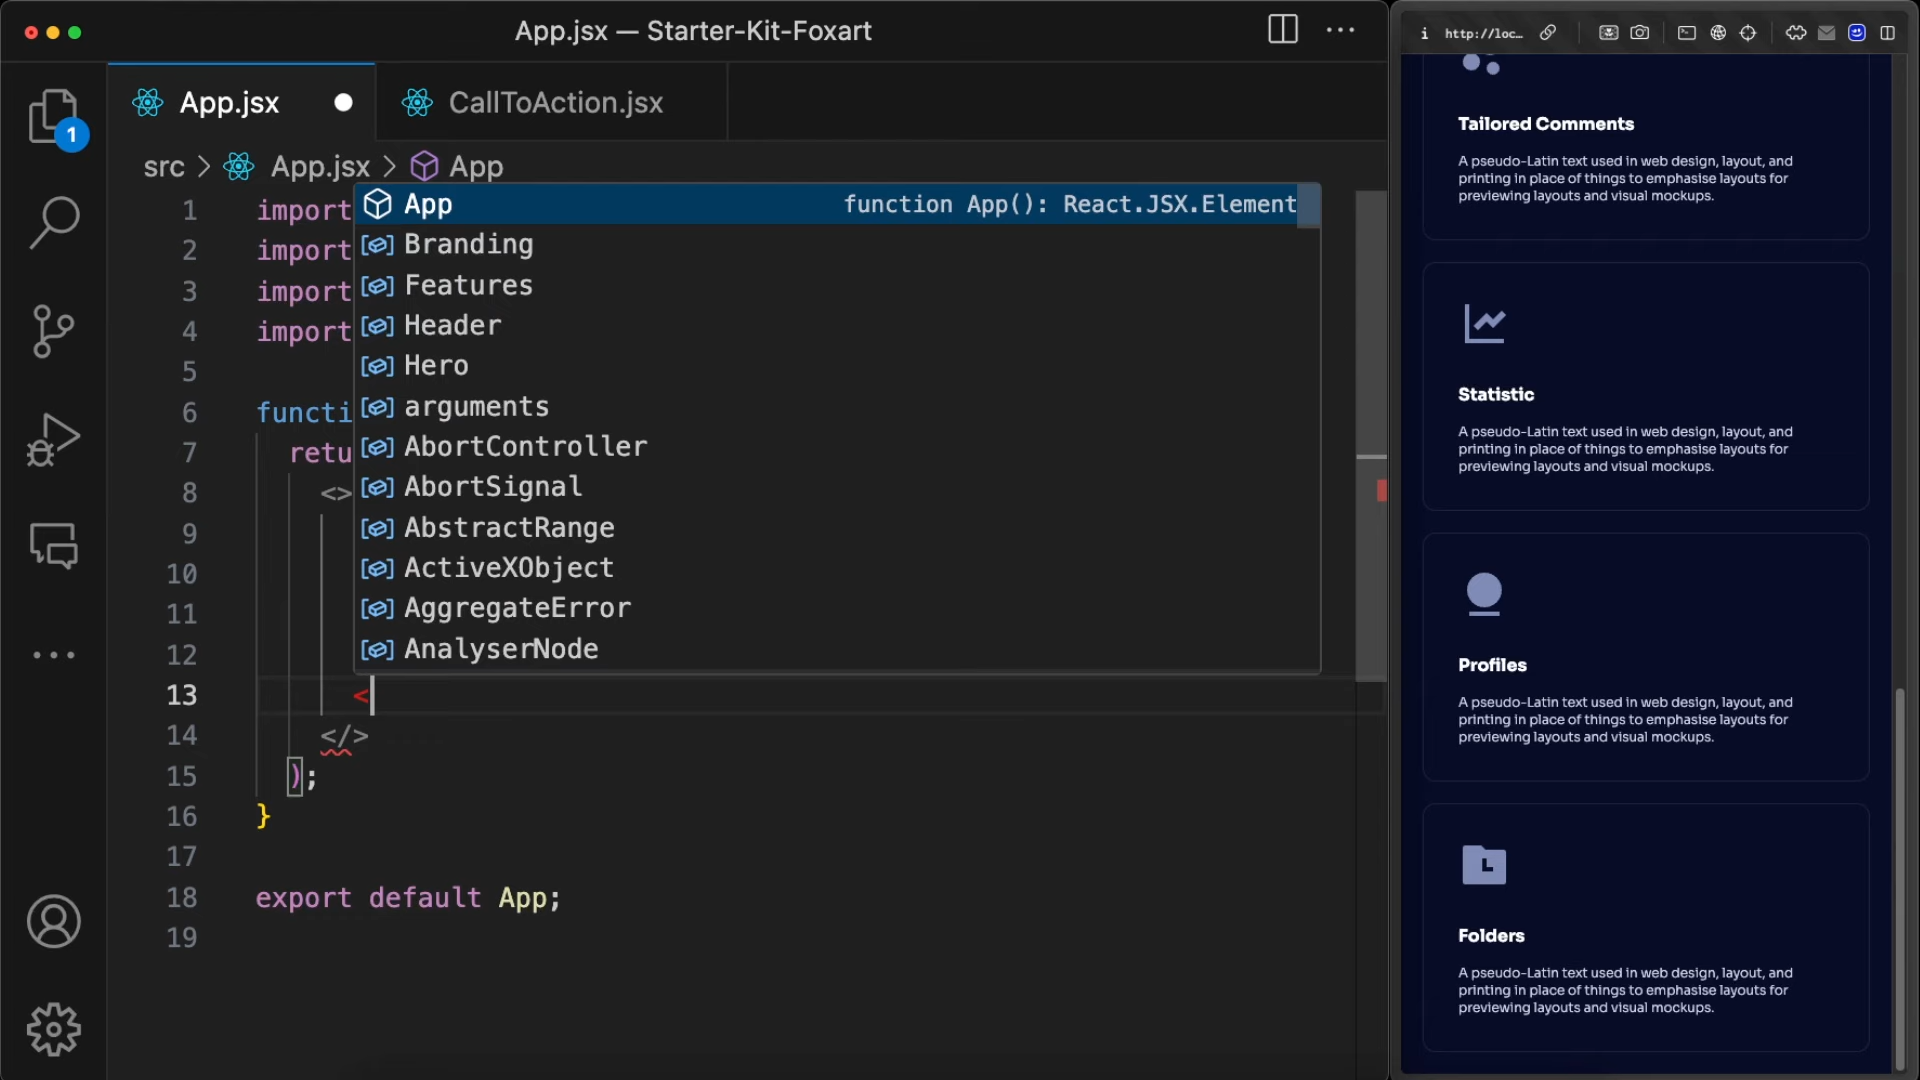 App.jsx — Starter-Kit-Foxart
App.jsx
CallToAction.jsx
1
src > App.jsx > App
1 import
2 import
3 import
4 import
5
6 functi
7 retu
8 <>
9
10
11
12
13 <
14 </>
15 );
16 }
17
18 export default App;
19
App function App(): React.JSX.Element
Branding
Features
Header
Hero
arguments
AbortController
AbortSignal
AbstractRange
ActiveXObject
AggregateError
AnalyserNode
http://loc…
Tailored Comments
A pseudo-Latin text used in web design, layout, and
printing in place of things to emphasise layouts for
previewing layouts and visual mockups.
Statistic
A pseudo-Latin text used in web design, layout, and
printing in place of things to emphasise layouts for
previewing layouts and visual mockups.
Profiles
A pseudo-Latin text used in web design, layout, and
printing in place of things to emphasise layouts for
previewing layouts and visual mockups.
Folders
A pseudo-Latin text used in web design, layout, and
printing in place of things to emphasise layouts for
previewing layouts and visual mockups.